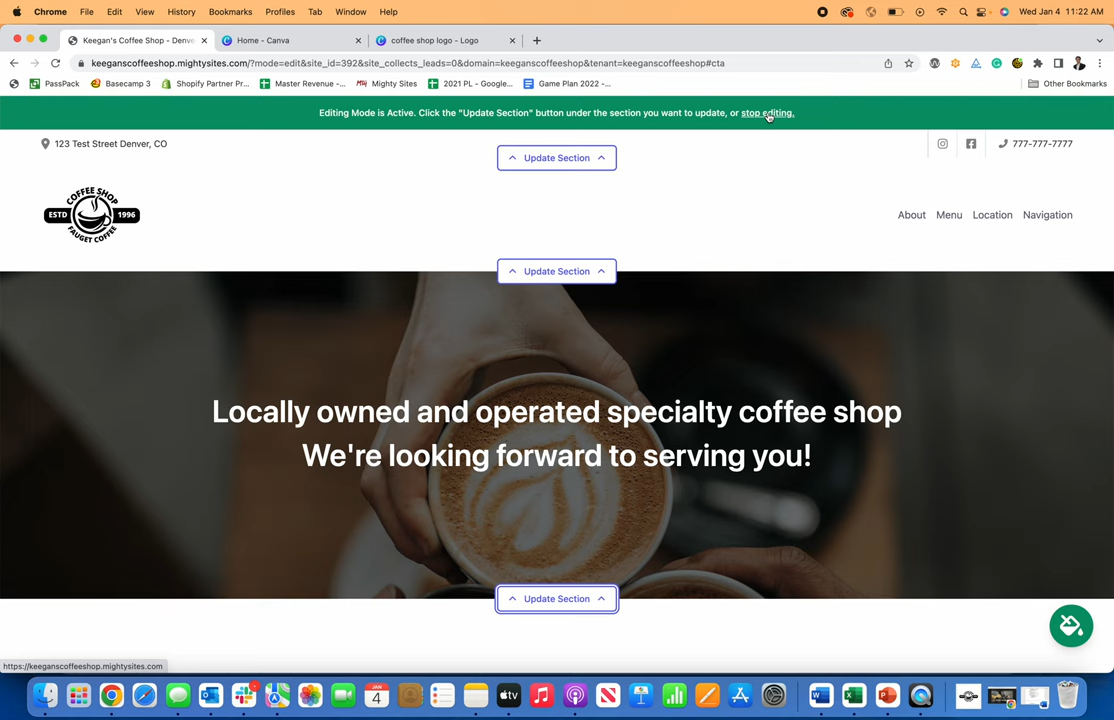 Chrome File Edit View History Bookmarks Profiles Tab Window Help Wed Jan 4 11:22 AM
Keegan's Coffee Shop - Denve Home - Canva coffee shop logo - Logo
keeganscoffeeshop.mightysites.com/?mode=edit&site_id=392&site_collects_leads=0&domain=keeganscoffeeshop&tenant=keeganscoffeeshop#cta
PassPack Basecamp 3 Shopify Partner Pr... Master Revenue -... Mighty Sites 2021 PL - Google... Game Plan 2022 -... Other Bookmarks
Editing Mode is Active. Click the "Update Section" button under the section you want to update, or stop editing.
123 Test Street Denver, CO 777-777-7777
Update Section
COFFEE SHOP
ESTD 1996
FAUGET COFFEE
About Menu Location Navigation
Update Section
Locally owned and operated specialty coffee shop
We're looking forward to serving you!
Update Section
https://keeganscoffeeshop.mightysites.com
JAN
4
tv